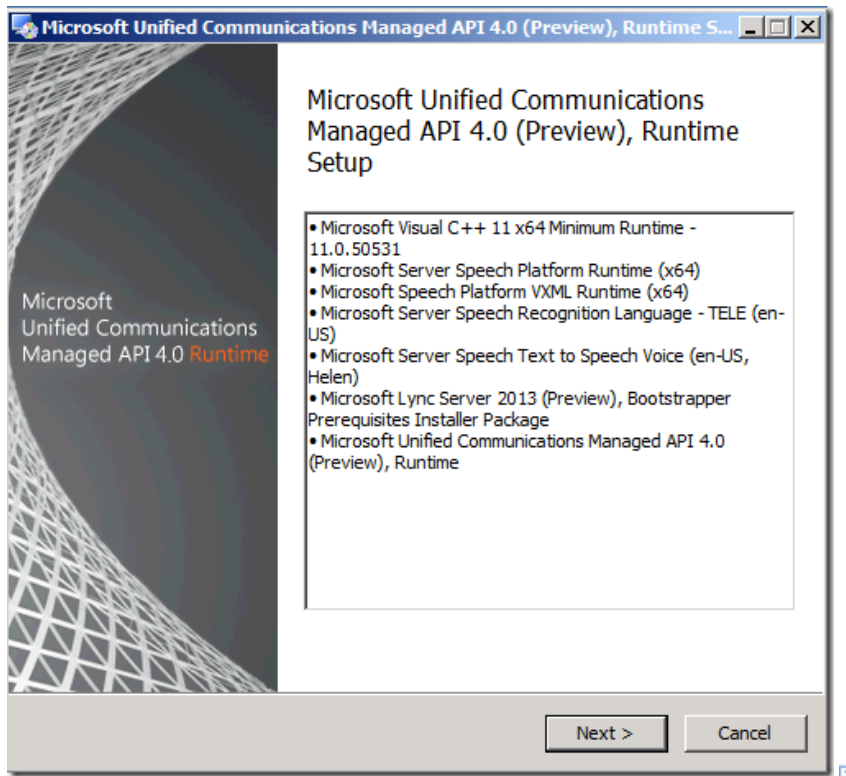 Microsoft Unified Communications Managed API 4.0 (Preview), Runtime S...
Microsoft Unified Communications
Managed API 4.0 (Preview), Runtime
Setup
• Microsoft Visual C++ 11 x64 Minimum Runtime -
11.0.50531
• Microsoft Server Speech Platform Runtime (x64)
• Microsoft Speech Platform VXML Runtime (x64)
• Microsoft Server Speech Recognition Language - TELE (en-
US)
• Microsoft Server Speech Text to Speech Voice (en-US,
Helen)
• Microsoft Lync Server 2013 (Preview), Bootstrapper
Prerequisites Installer Package
• Microsoft Unified Communications Managed API 4.0
(Preview), Runtime
Microsoft
Unified Communications
Managed API 4.0 Runtime
Next >
Cancel